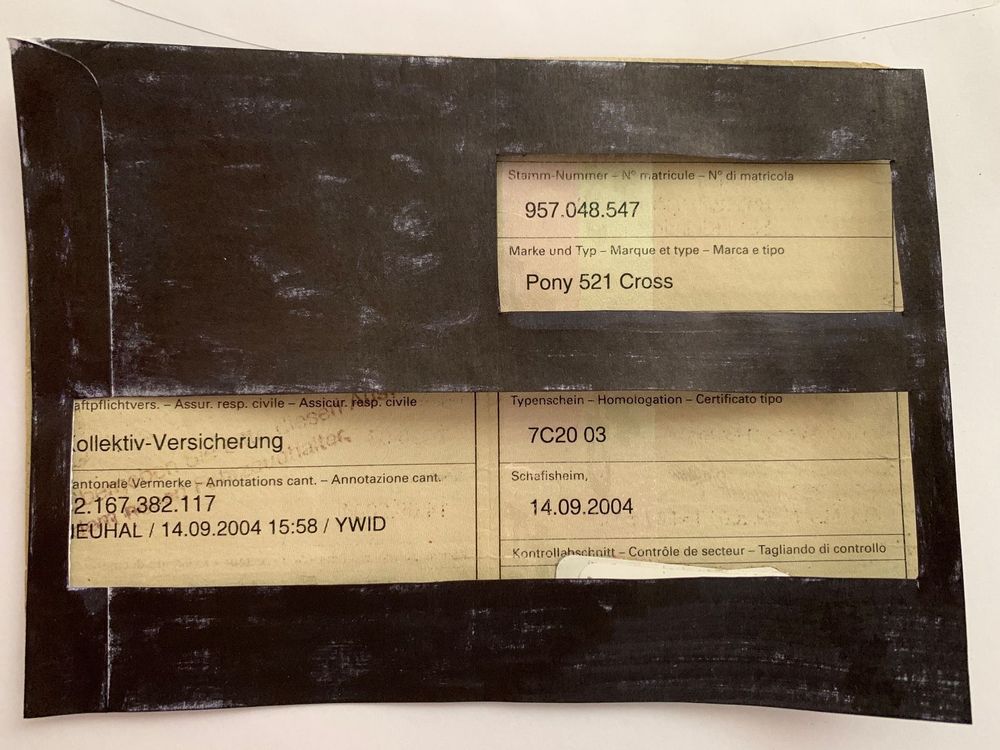 Stamm-Nummer – N° matricule – N° di matricola
957.048.547
Marke und Typ – Marque et type – Marca e tipo
Pony 521 Cross
aftpflichtvers. – Assur. resp. civile – Assicur. resp. civile
ollektiv-Versicherung
antonale Vermerke – Annotations cant. – Annotazione cant.
2.167.382.117
EUHAL / 14.09.2004 15:58 / YWID
Typenschein – Homologation – Certificato tipo
7C20 03
Schafisheim,
14.09.2004
Kontrollabschnitt – Contrôle de secteur – Tagliando di controllo